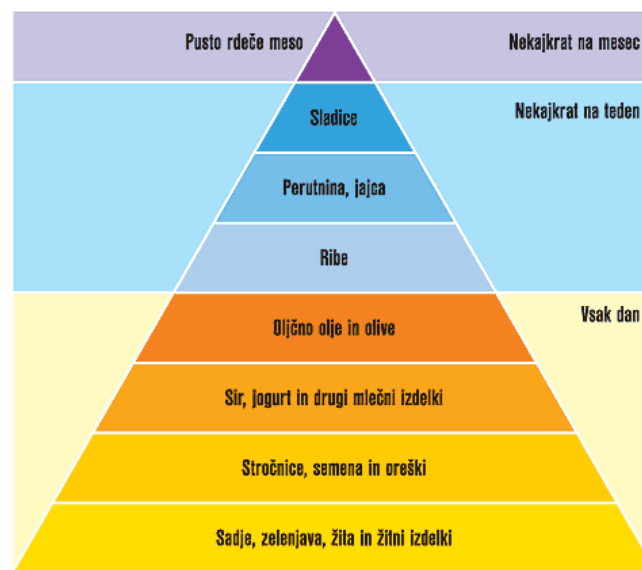 Pusto rdeče meso
Nekajkrat na mesec
Sladice
Nekajkrat na teden
Perutnina, jajca
Ribe
Oljčno olje in olive
Vsak dan
Sir, jogurt in drugi mlečni izdelki
Stročnice, semena in oreški
Sadje, zelenjava, žita in žitni izdelki